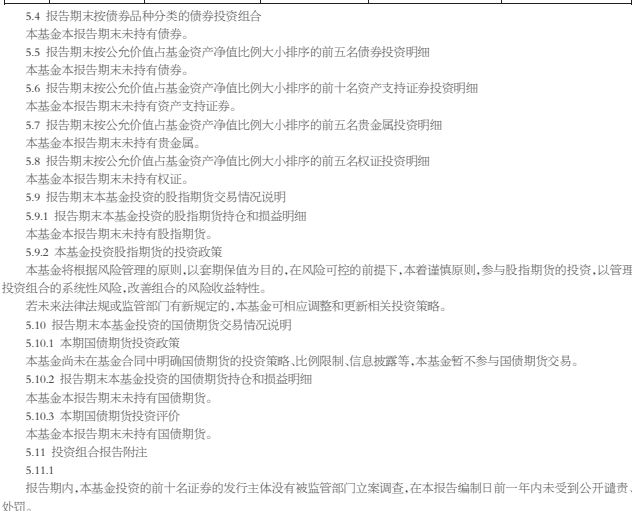 5.4 报告期末按债券品种分类的债券投资组合
本基金本报告期末未持有债券。
5.5 报告期末按公允价值占基金资产净值比例大小排序的前五名债券投资明细
本基金本报告期末未持有债券。
5.6 报告期末按公允价值占基金资产净值比例大小排序的前十名资产支持证券投资明细
本基金本报告期末未持有资产支持证券。
5.7 报告期末按公允价值占基金资产净值比例大小排序的前五名贵金属投资明细
本基金本报告期末未持有贵金属。
5.8 报告期末按公允价值占基金资产净值比例大小排序的前五名权证投资明细
本基金本报告期末未持有权证。
5.9 报告期末本基金投资的股指期货交易情况说明
5.9.1 报告期末本基金投资的股指期货持仓和损益明细
本基金本报告期末未持有股指期货。
5.9.2 本基金投资股指期货的投资政策
本基金将根据风险管理的原则,以套期保值为目的,在风险可控的前提下,本着谨慎原则,参与股指期货的投资,以管理
投资组合的系统性风险,改善组合的风险收益特性。
若未来法律法规或监管部门有新规定的,本基金可相应调整和更新相关投资策略。
5.10 报告期末本基金投资的国债期货交易情况说明
5.10.1 本期国债期货投资政策
本基金尚未在基金合同中明确国债期货的投资策略、比例限制、信息披露等,本基金暂不参与国债期货交易。
5.10.2 报告期末本基金投资的国债期货持仓和损益明细
本基金本报告期末未持有国债期货。
5.10.3 本期国债期货投资评价
本基金本报告期末未持有国债期货。
5.11 投资组合报告附注
5.11.1
报告期内,本基金投资的前十名证券的发行主体没有被监管部门立案调查,在本报告编制日前一年内未受到公开谴责、
处罚。